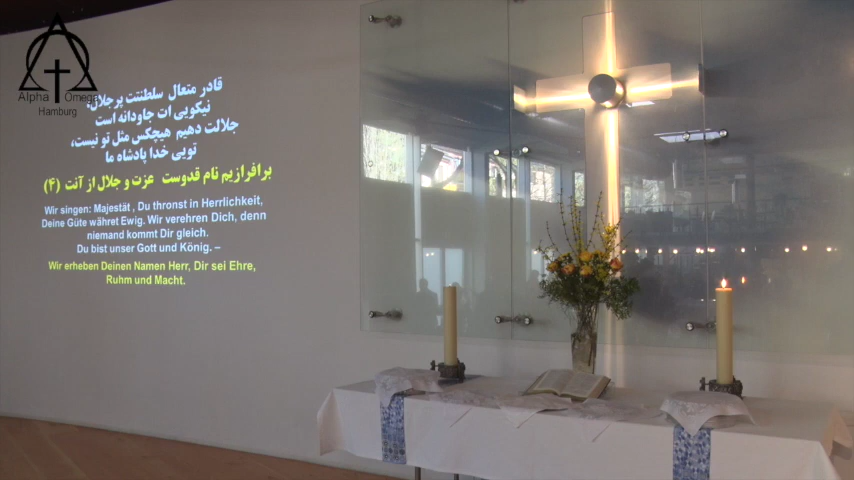 Alpha Omega
Hamburg
قادر متعال سلطنتت پرجلال،
نیکویی ات جاودانه است
جلالت دهیم هیچکس مثل تو نیست،
تویی خدا پادشاه ما
برافرازیم نام قدوست عزت و جلال از آنت (۴)
Wir singen: Majestät , Du thronst in Herrlichkeit,
Deine Güte währet Ewig. Wir verehren Dich, denn
niemand kommt Dir gleich.
Du bist unser Gott und König. –
Wir erheben Deinen Namen Herr, Dir sei Ehre,
Ruhm und Macht.